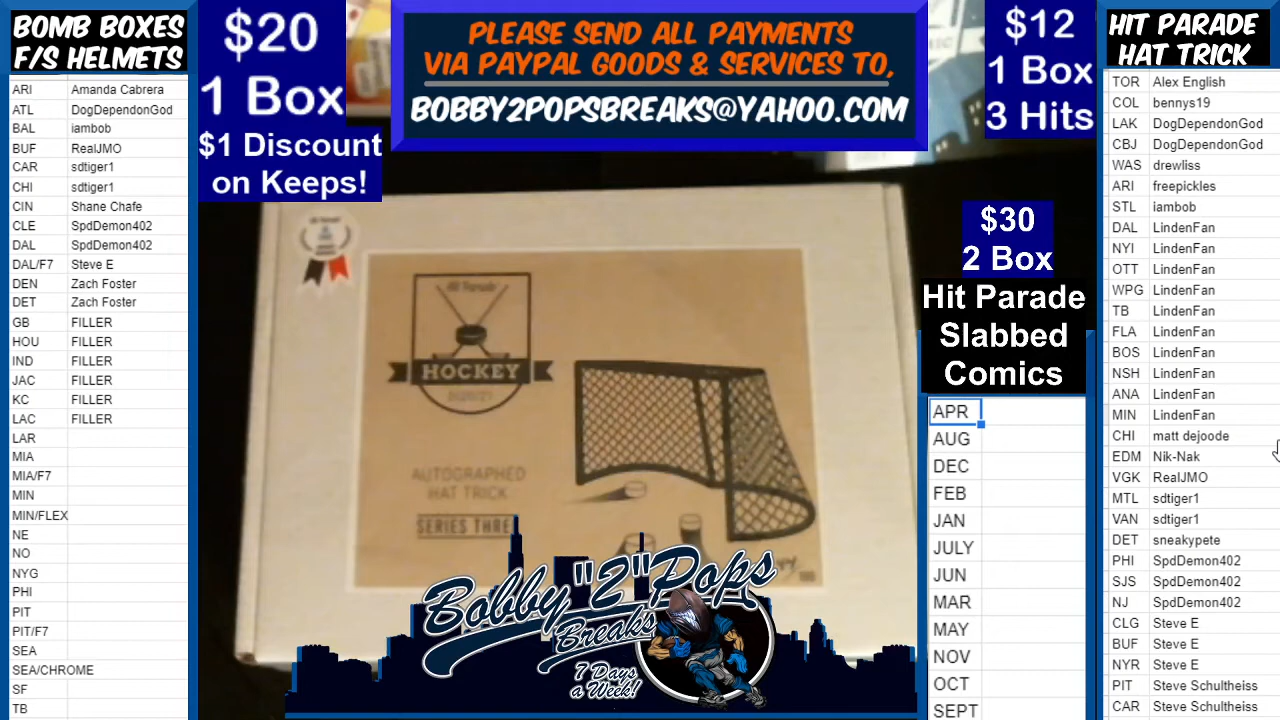 BOMB BOXES
F/S HELMETS
ARI Amanda Cabrera
ATL DogDependonGod
BAL iambob
BUF RealJMO
CAR sdtiger1
CHI sdtiger1
CIN Shane Chafe
CLE SpdDemon402
DAL SpdDemon402
DAL/F7 Steve E
DEN Zach Foster
DET Zach Foster
GB FILLER
HOU FILLER
IND FILLER
JAC FILLER
KC FILLER
LAC FILLER
LAR
MIA
MIA/F7
MIN
MIN/FLEX
NE
NO
NYG
PHI
PIT
PIT/F7
SEA
SEA/CHROME
SF
TB
$20
1 Box
$1 Discount
on Keeps!
PLEASE SEND ALL PAYMENTS
VIA PAYPAL GOODS & SERVICES TO,
BOBBY2POPSBREAKS@YAHOO.COM
Hit Parade
HOCKEY
AUTOGRAPHED
HAT TRICK
SERIES THREE
Bobby "2" Pops
Breaks
7 Days
a Week!
$12
1 Box
3 Hits
$30
2 Box
Hit Parade
Slabbed
Comics
APR
AUG
DEC
FEB
JAN
JULY
JUN
MAR
MAY
NOV
OCT
SEPT
HIT PARADE
HAT TRICK
TOR Alex English
COL bennys19
LAK DogDependonGod
CBJ DogDependonGod
WAS drewliss
ARI freepickles
STL iambob
DAL LindenFan
NYI LindenFan
OTT LindenFan
WPG LindenFan
TB LindenFan
FLA LindenFan
BOS LindenFan
NSH LindenFan
ANA LindenFan
MIN LindenFan
CHI matt dejoode
EDM Nik-Nak
VGK RealJMO
MTL sdtiger1
VAN sdtiger1
DET sneakypete
PHI SpdDemon402
SJS SpdDemon402
NJ SpdDemon402
CLG Steve E
BUF Steve E
NYR Steve E
PIT Steve Schultheiss
CAR Steve Schultheiss